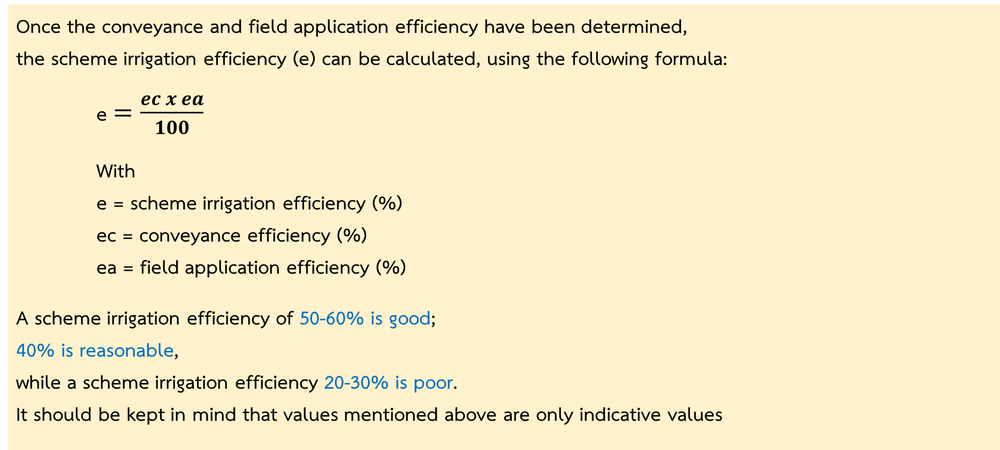 Once the conveyance and field application efficiency have been determined,
the scheme irrigation efficiency (e) can be calculated, using the following formula:
e = ec x ea / 100
With
e = scheme irrigation efficiency (%)
ec = conveyance efficiency (%)
ea = field application efficiency (%)
A scheme irrigation efficiency of 50-60% is good;
40% is reasonable,
while a scheme irrigation efficiency 20-30% is poor.
It should be kept in mind that values mentioned above are only indicative values